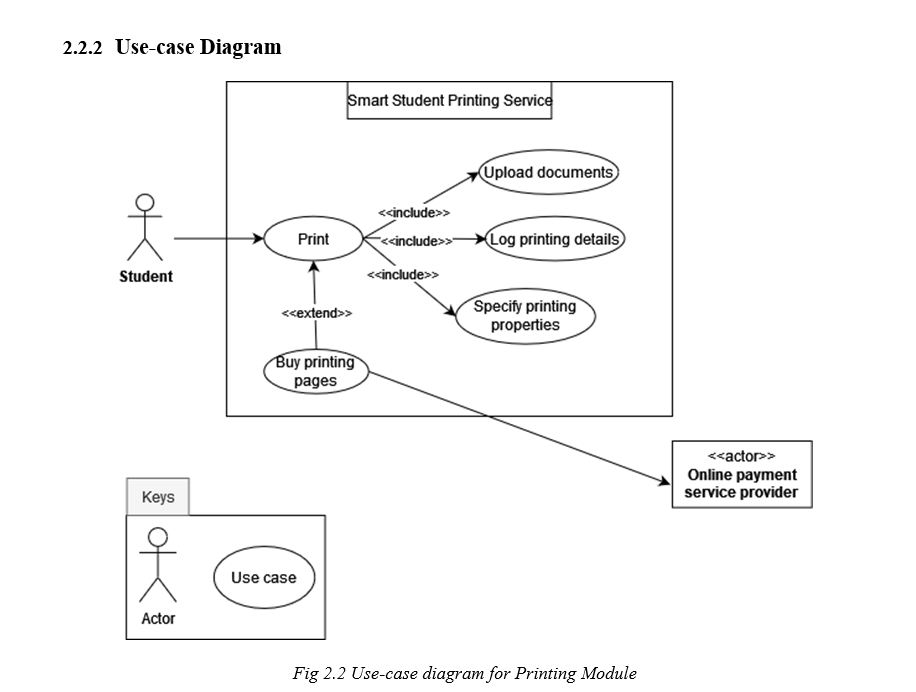 2.2.2 Use-case Diagram
Smart Student Printing Service
Upload documents
<<include>>
Print
<<include>>
Log printing details
<<include>>
Student
Specify printing
properties
<<extend>>
Buy printing
pages
<<actor>>
Online payment
service provider
Keys
Use case
Actor
Fig 2.2 Use-case diagram for Printing Module